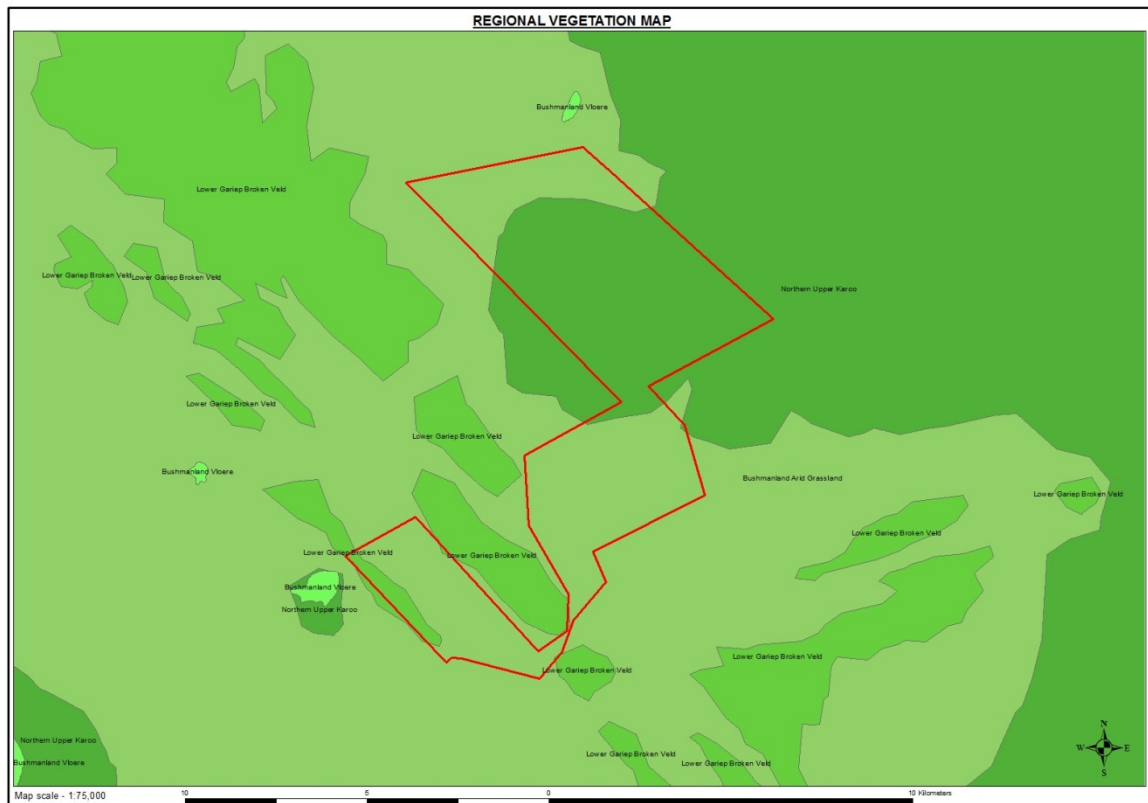 REGIONAL VEGETATION MAP
Bushmanland Vloere
Lower Gariep Broken Veld
Lower Gariep Broken Veld
Lower Gariep Broken Veld
Northern Upper Karoo
Lower Gariep Broken Veld
Lower Gariep Broken Veld
Bushmanland Vloere
Bushmanland Arid Grassland
Lower Gariep Broken Veld
Lower Gariep Broken Veld
Lower Gariep Broken Veld
Lower Gariep Broken Veld
Bushmanland Vloere
Northern Upper Karoo
Lower Gariep Broken Veld
Lower Gariep Broken Veld
Northern Upper Karoo
Lower Gariep Broken Veld
Lower Gariep Broken Veld
Bushmanland Vloere
N
W E
S
Map scale - 1:75,000
10 5 0 10 Kilometers